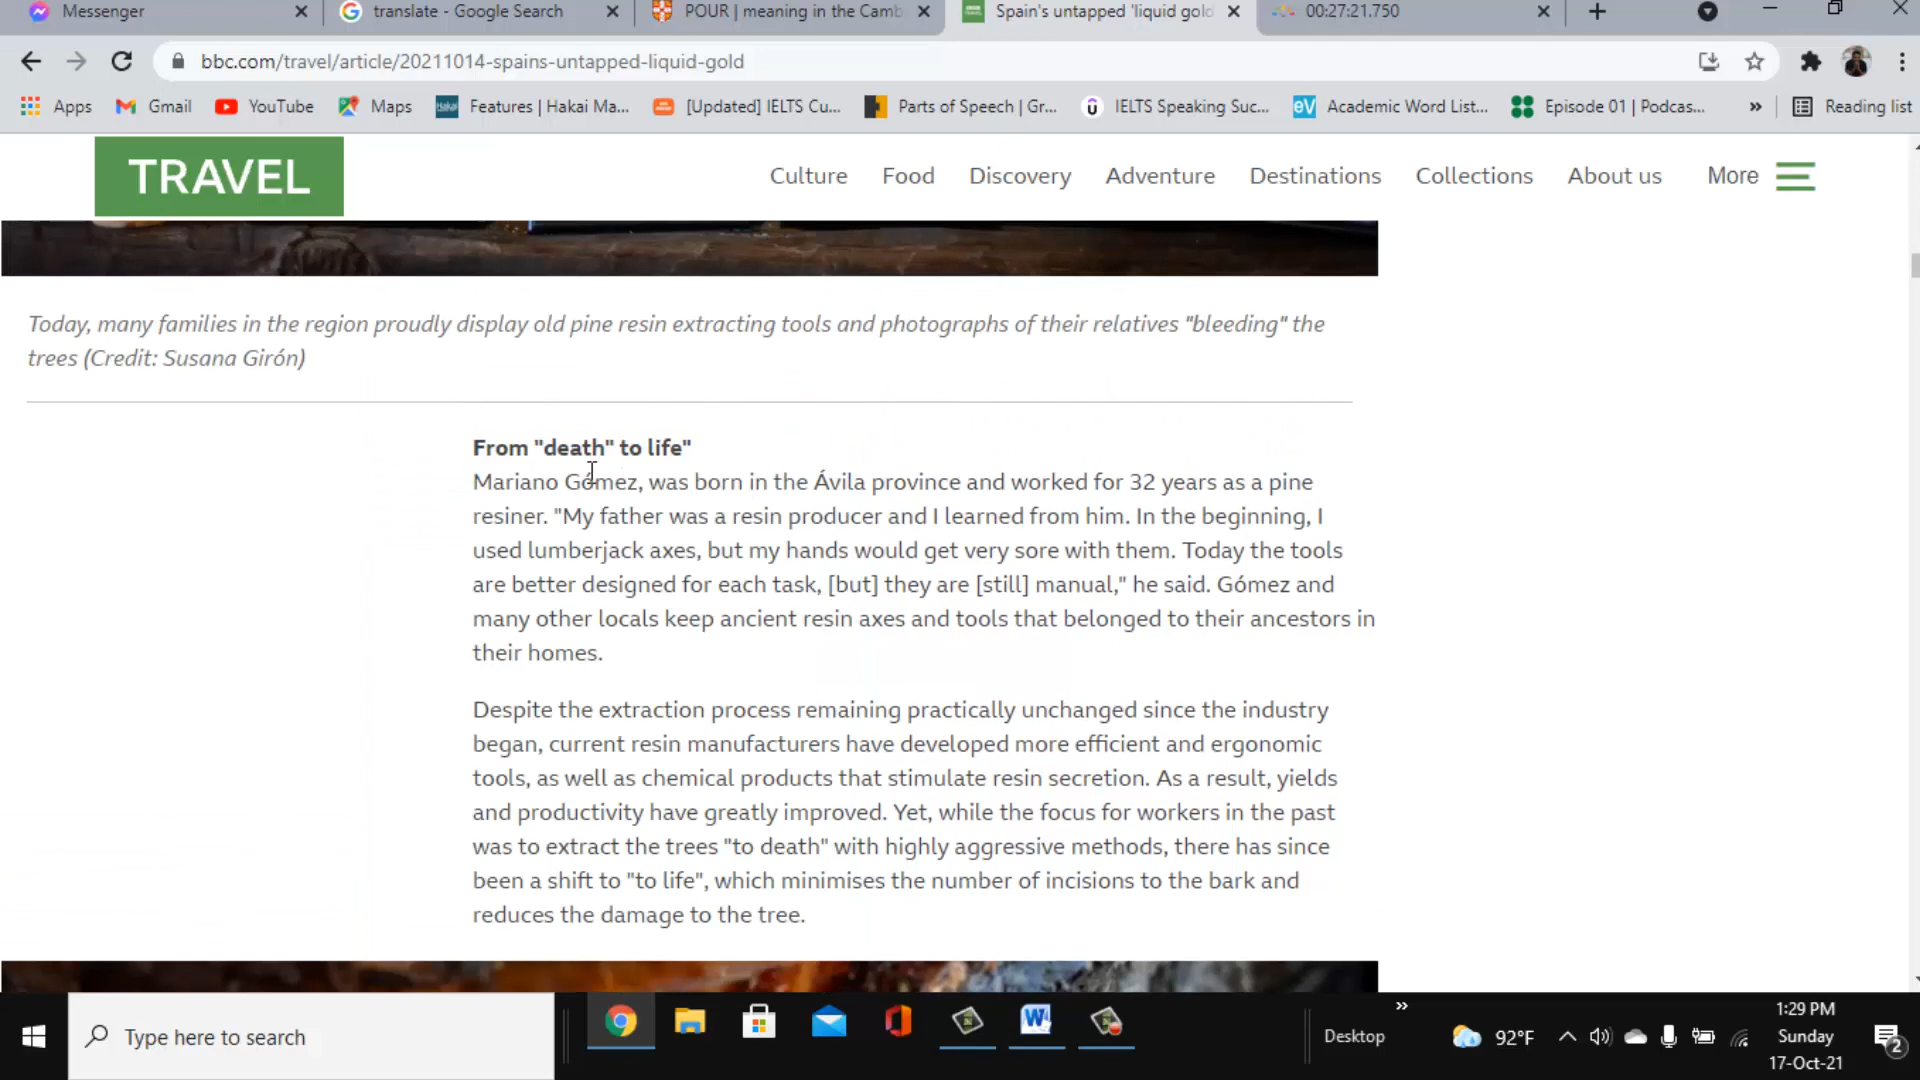 Messenger
translate - Google Search
POUR | meaning in the Camb
Spain's untapped 'liquid gold
00:27:21.750
bbc.com/travel/article/20211014-spains-untapped-liquid-gold
Apps
Gmail
YouTube
Maps
Features | Hakai Ma...
[Updated] IELTS Cu...
Parts of Speech | Gr...
IELTS Speaking Suc...
Academic Word List...
Episode 01 | Podcas...
»
Reading list
TRAVEL
Culture
Food
Discovery
Adventure
Destinations
Collections
About us
More
Today, many families in the region proudly display old pine resin extracting tools and photographs of their relatives "bleeding" the
trees (Credit: Susana Girón)
From "death" to life"
Mariano Gómez, was born in the Ávila province and worked for 32 years as a pine
resiner. "My father was a resin producer and I learned from him. In the beginning, I
used lumberjack axes, but my hands would get very sore with them. Today the tools
are better designed for each task, [but] they are [still] manual," he said. Gómez and
many other locals keep ancient resin axes and tools that belonged to their ancestors in
their homes.
Despite the extraction process remaining practically unchanged since the industry
began, current resin manufacturers have developed more efficient and ergonomic
tools, as well as chemical products that stimulate resin secretion. As a result, yields
and productivity have greatly improved. Yet, while the focus for workers in the past
was to extract the trees "to death" with highly aggressive methods, there has since
been a shift to "to life", which minimises the number of incisions to the bark and
reduces the damage to the tree.
Type here to search
Desktop
»
92°F
1:29 PM
Sunday
17-Oct-21
2